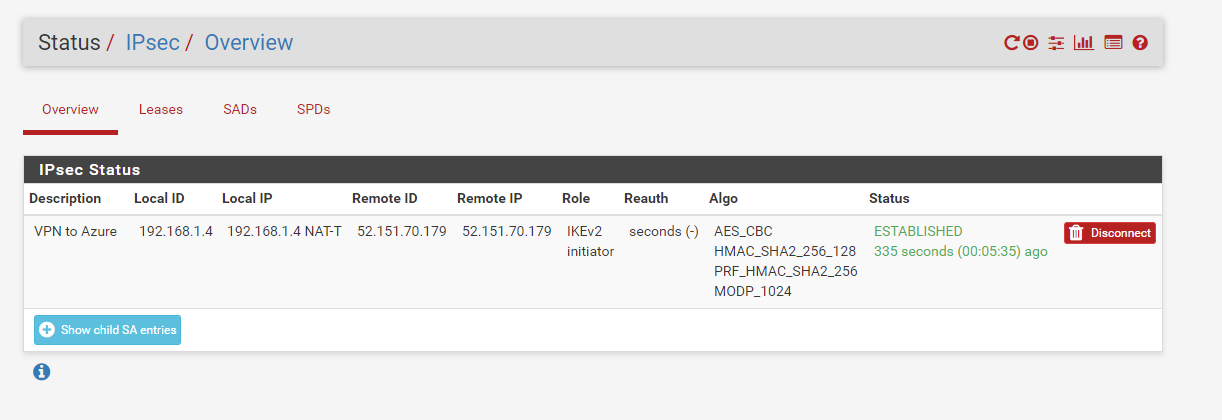 Status / IPsec / Overview
Overview Leases SADs SPDs
IPsec Status
Description Local ID Local IP Remote ID Remote IP Role Reauth Algo Status
VPN to Azure 192.168.1.4 192.168.1.4 NAT-T 52.151.70.179 52.151.70.179 IKEv2 seconds (-) AES_CBC ESTABLISHED Disconnect
initiator HMAC_SHA2_256_128 335 seconds (00:05:35) ago
PRF_HMAC_SHA2_256
MODP_1024
Show child SA entries